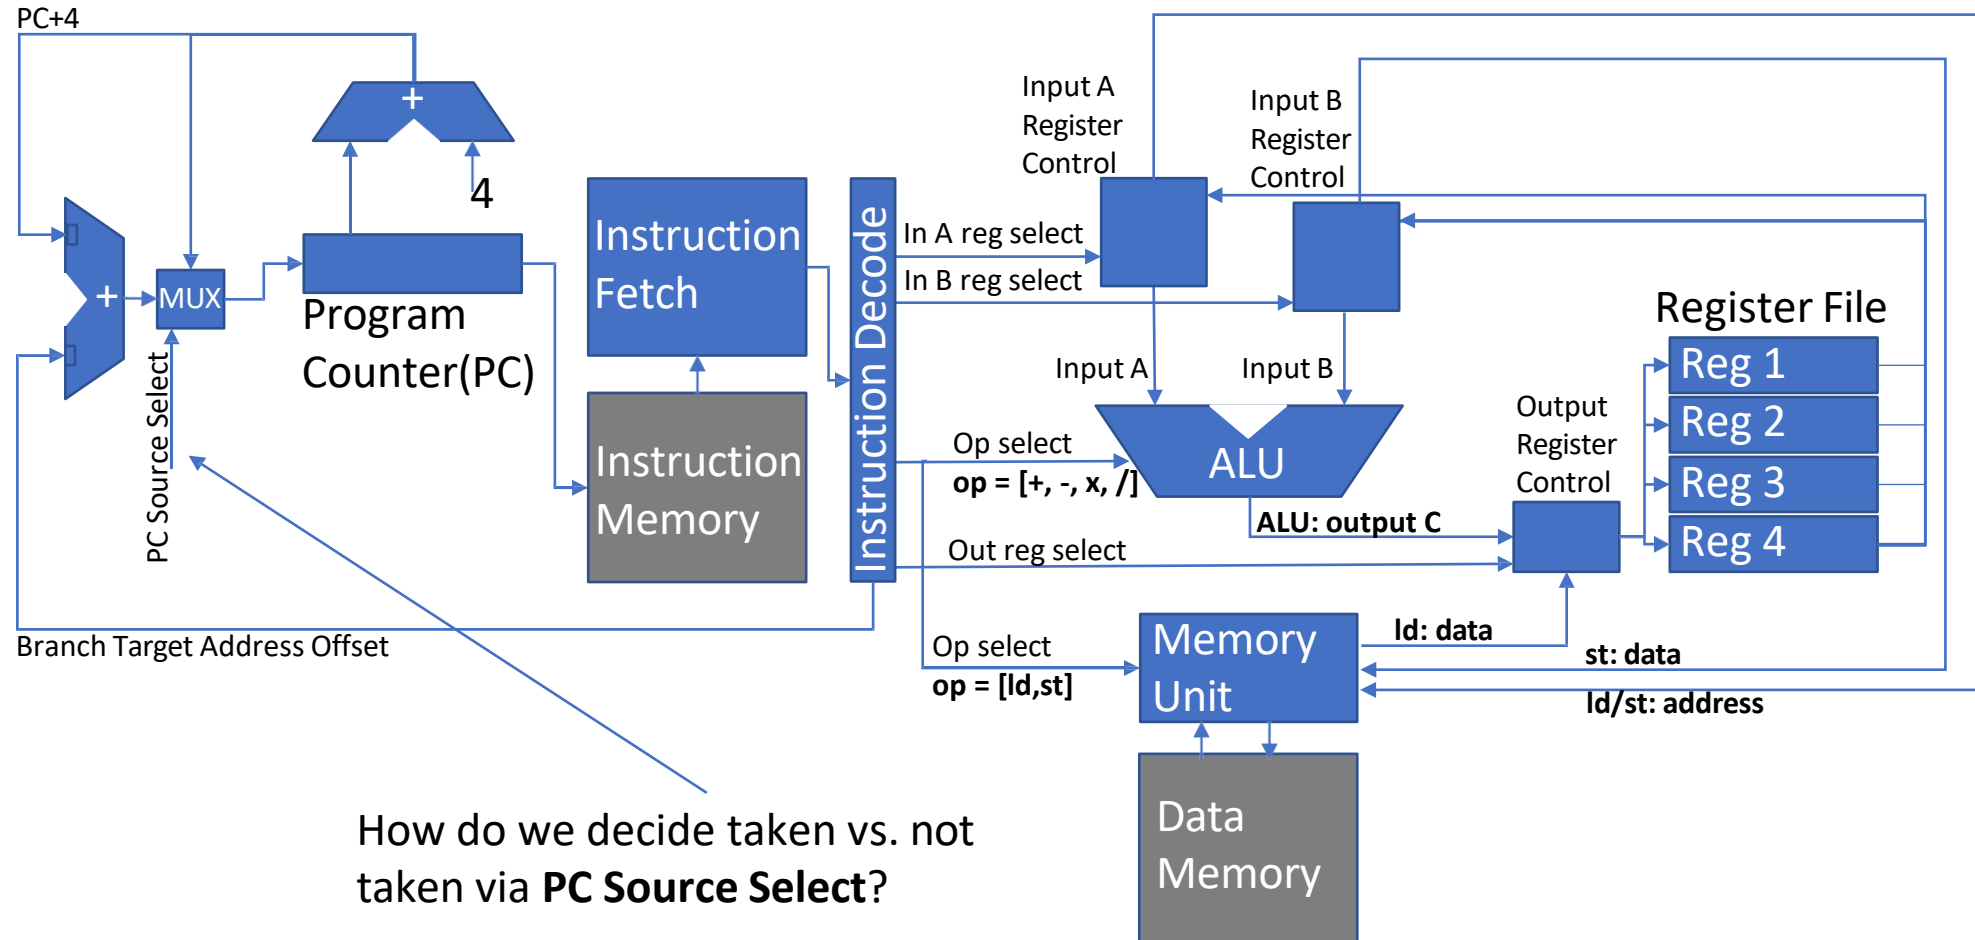 PC+4
+
4
+
MUX
PC Source Select
Program
Counter(PC)
Instruction
Fetch
Instruction
Memory
Instruction Decode
Branch Target Address Offset
Input A
Register
Control
Input B
Register
Control
In A reg select
In B reg select
Input A
Input B
Op select
op = [+, -, x, /]
ALU
ALU: output C
Out reg select
Output
Register
Control
Register File
Reg 1
Reg 2
Reg 3
Reg 4
Op select
op = [ld,st]
Memory
Unit
ld: data
st: data
ld/st: address
Data
Memory
How do we decide taken vs. not
taken via PC Source Select?